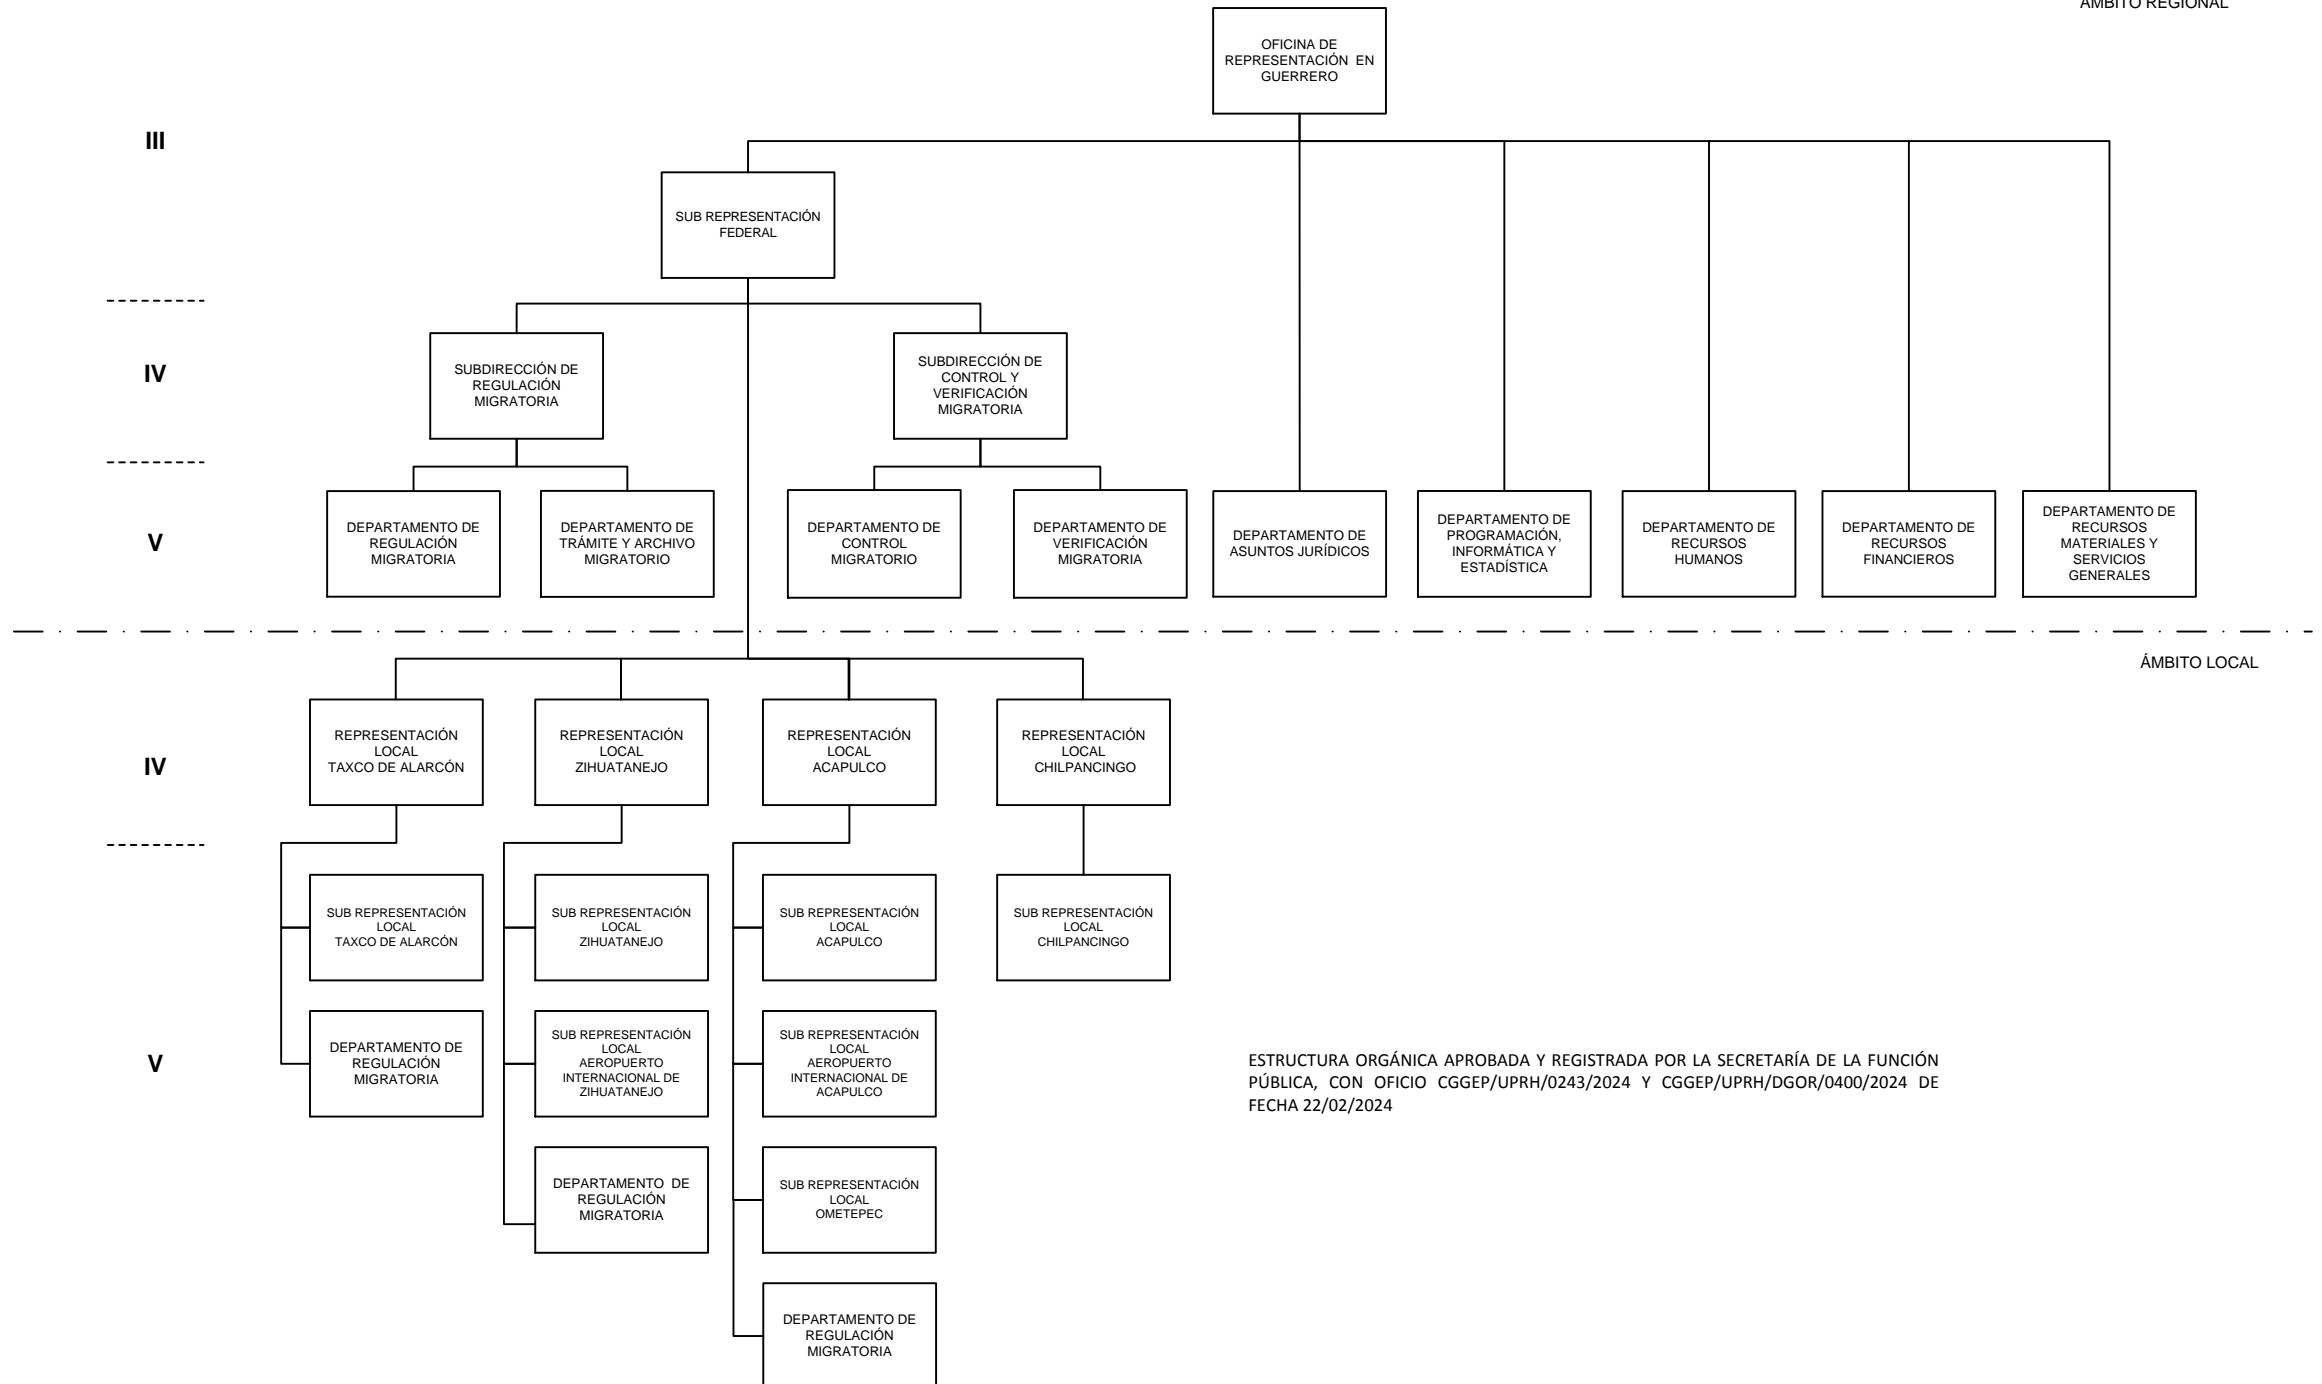 ÁMBITO REGIONAL
OFICINA DE
REPRESENTACIÓN EN
GUERRERO
III
SUB REPRESENTACIÓN
FEDERAL
IV
SUBDIRECCIÓN DE
REGULACIÓN
MIGRATORIA
SUBDIRECCIÓN DE
CONTROL Y
VERIFICACIÓN
MIGRATORIA
V
DEPARTAMENTO DE
REGULACIÓN
MIGRATORIA
DEPARTAMENTO DE
TRÁMITE Y ARCHIVO
MIGRATORIO
DEPARTAMENTO DE
CONTROL
MIGRATORIO
DEPARTAMENTO DE
VERIFICACIÓN
MIGRATORIA
DEPARTAMENTO DE
ASUNTOS JURÍDICOS
DEPARTAMENTO DE
PROGRAMACIÓN,
INFORMÁTICA Y
ESTADÍSTICA
DEPARTAMENTO DE
RECURSOS
HUMANOS
DEPARTAMENTO DE
RECURSOS
FINANCIEROS
DEPARTAMENTO DE
RECURSOS
MATERIALES Y
SERVICIOS
GENERALES
ÁMBITO LOCAL
IV
REPRESENTACIÓN
LOCAL
TAXCO DE ALARCÓN
REPRESENTACIÓN
LOCAL
ZIHUATANEJO
REPRESENTACIÓN
LOCAL
ACAPULCO
REPRESENTACIÓN
LOCAL
CHILPANCINGO
SUB REPRESENTACIÓN
LOCAL
TAXCO DE ALARCÓN
SUB REPRESENTACIÓN
LOCAL
ZIHUATANEJO
SUB REPRESENTACIÓN
LOCAL
ACAPULCO
SUB REPRESENTACIÓN
LOCAL
CHILPANCINGO
V
DEPARTAMENTO DE
REGULACIÓN
MIGRATORIA
SUB REPRESENTACIÓN
LOCAL
AEROPUERTO
INTERNACIONAL DE
ZIHUATANEJO
SUB REPRESENTACIÓN
LOCAL
AEROPUERTO
INTERNACIONAL DE
ACAPULCO
ESTRUCTURA ORGÁNICA APROBADA Y REGISTRADA POR LA SECRETARÍA DE LA FUNCIÓN
PÚBLICA, CON OFICIO CGGEP/UPRH/0243/2024 Y CGGEP/UPRH/DGOR/0400/2024 DE
FECHA 22/02/2024
DEPARTAMENTO DE
REGULACIÓN
MIGRATORIA
SUB REPRESENTACIÓN
LOCAL
OMETEPEC
DEPARTAMENTO DE
REGULACIÓN
MIGRATORIA